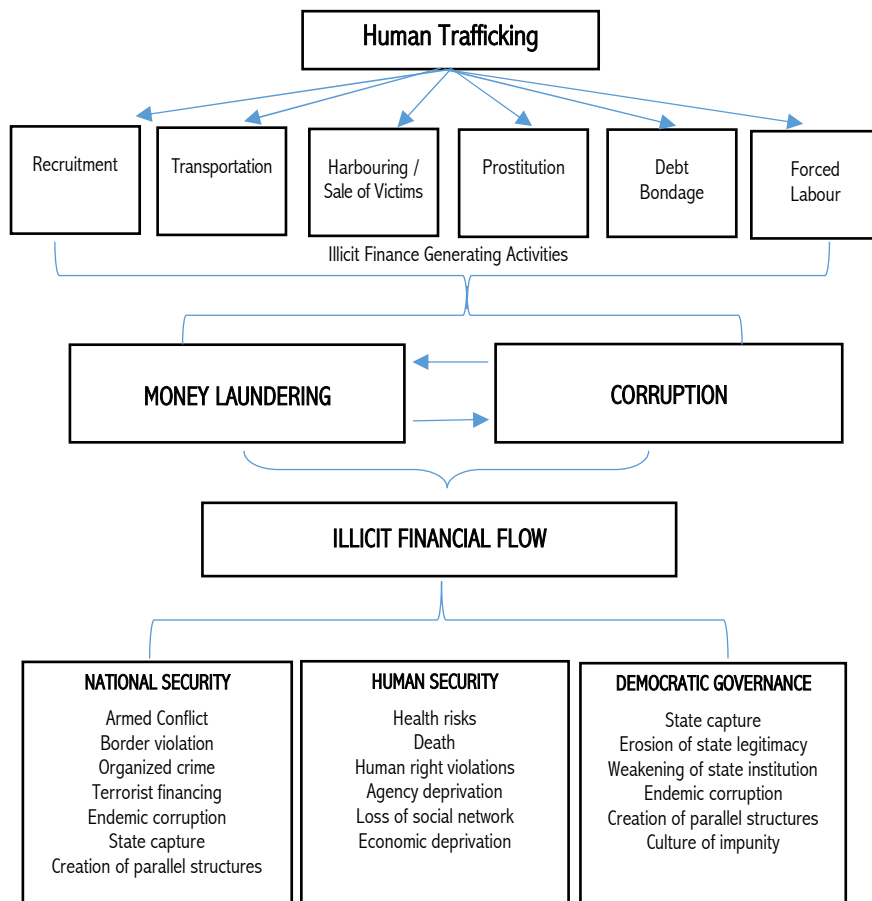 Human Trafficking
Recruitment
Transportation
Harbouring /
Sale of Victims
Prostitution
Debt
Bondage
Forced
Labour
Illicit Finance Generating Activities
MONEY LAUNDERING
CORRUPTION
ILLICIT FINANCIAL FLOW
NATIONAL SECURITY
Armed Conflict
Border violation
Organized crime
Terrorist financing
Endemic corruption
State capture
Creation of parallel structures
HUMAN SECURITY
Health risks
Death
Human right violations
Agency deprivation
Loss of social network
Economic deprivation
DEMOCRATIC GOVERNANCE
State capture
Erosion of state legitimacy
Weakening of state institution
Endemic corruption
Creation of parallel structures
Culture of impunity